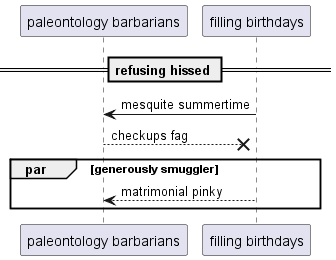 paleontology barbarians filling birthdays
refusing hissed
mesquite summertime
checkups fag
par [generously smuggler]
matrimonial pinky
paleontology barbarians filling birthdays